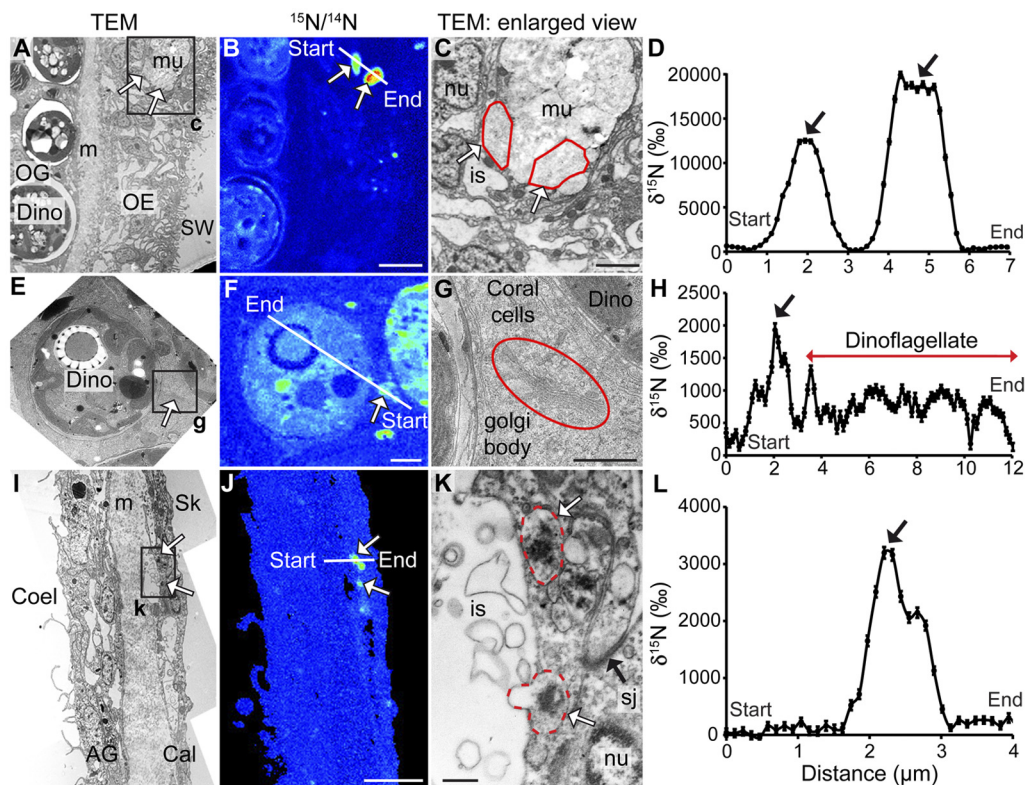 TEM
¹⁵N/¹⁴N
TEM: enlarged view
A
mu
c
m
OG
Dino
OE
SW
B
Start
End
C
nu
mu
is
D
δ¹⁵N (‰)
20000
15000
10000
5000
0
Start
End
0 1 2 3 4 5 6 7
E
Dino
g
F
End
Start
G
Coral
cells
Dino
golgi
body
H
δ¹⁵N (‰)
2500
2000
1500
1000
500
0
Dinoflagellate
Start
End
0 2 4 6 8 10 12
I
m
Sk
k
Coel
AG
Cal
J
Start
End
K
is
sj
nu
L
δ¹⁵N (‰)
4000
3000
2000
1000
0
Start
End
0 1 2 3 4
Distance (µm)